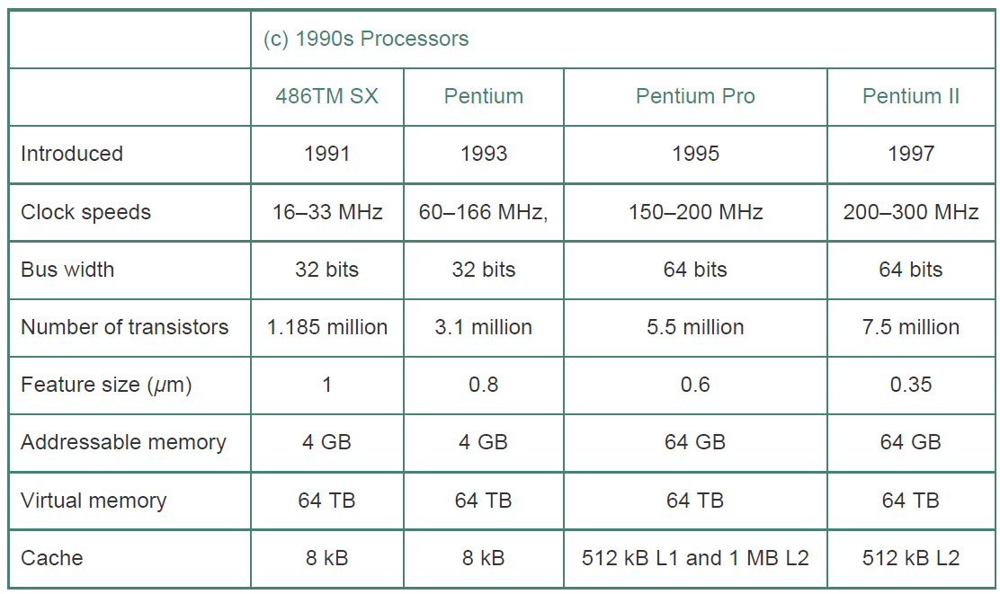 (c) 1990s Processors
486TM SX Pentium Pentium Pro Pentium II
Introduced 1991 1993 1995 1997
Clock speeds 16–33 MHz 60–166 MHz, 150–200 MHz 200–300 MHz
Bus width 32 bits 32 bits 64 bits 64 bits
Number of transistors 1.185 million 3.1 million 5.5 million 7.5 million
Feature size (µm) 1 0.8 0.6 0.35
Addressable memory 4 GB 4 GB 64 GB 64 GB
Virtual memory 64 TB 64 TB 64 TB 64 TB
Cache 8 kB 8 kB 512 kB L1 and 1 MB L2 512 kB L2